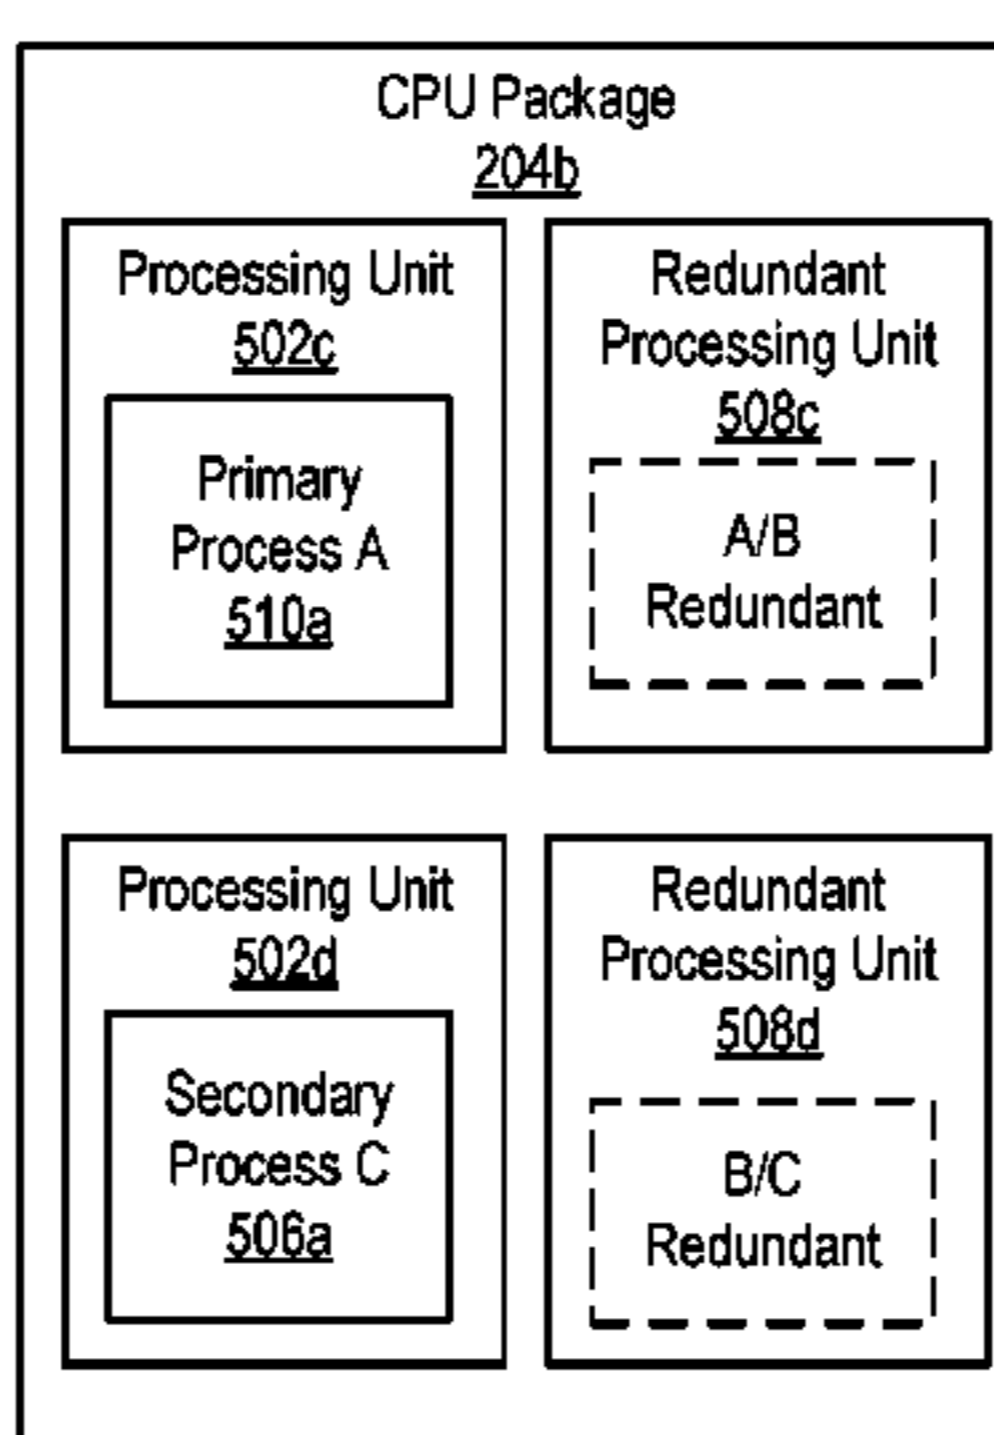 CPU Package
204b
Processing Unit
502c
Primary
Process A
510a
Redundant
Processing Unit
508c
A/B
Redundant
Processing Unit
502d
Secondary
Process C
506a
Redundant
Processing Unit
508d
B/C
Redundant